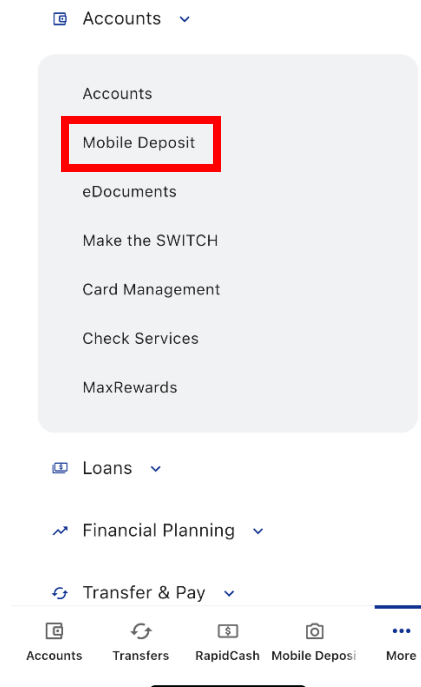 Accounts
Accounts
Mobile Deposit
eDocuments
Make the SWITCH
Card Management
Check Services
MaxRewards
Loans
Financial Planning
Transfer & Pay
Accounts Transfers RapidCash Mobile Deposi More